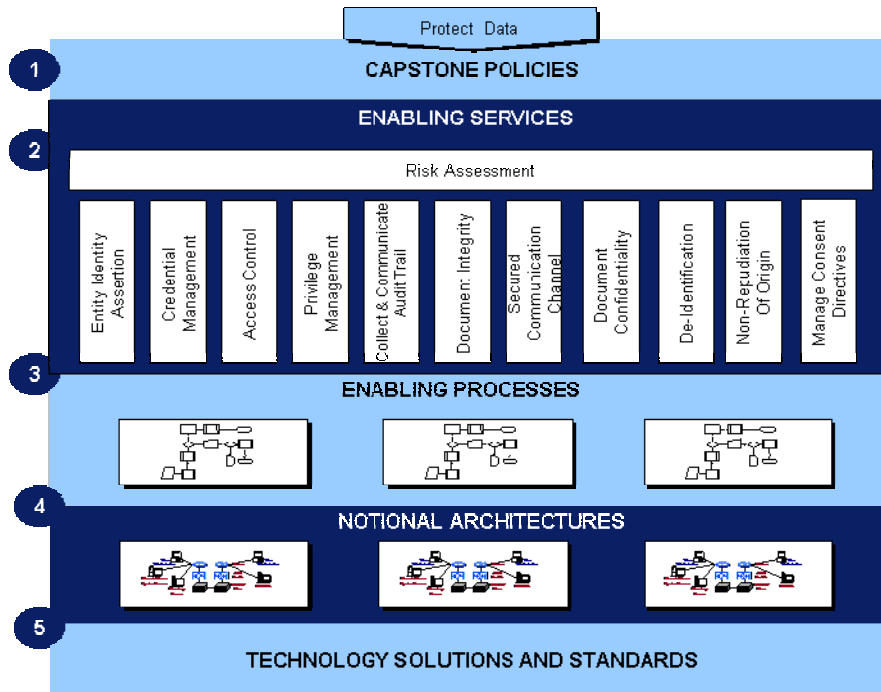 Protect Data
1
CAPSTONE POLICIES
ENABLING SERVICES
2
Risk Assessment
Entity Identity
Assertion
Credential
Management
Access Control
Privilege
Management
Collect & Communicate
Audit Trail
Document Integrity
Secured
Communication
Channel
Document
Confidentiality
De-Identification
Non-Repudiation
Of Origin
Manage Consent
Directives
3
ENABLING PROCESSES
4
NOTIONAL ARCHITECTURES
5
TECHNOLOGY SOLUTIONS AND STANDARDS